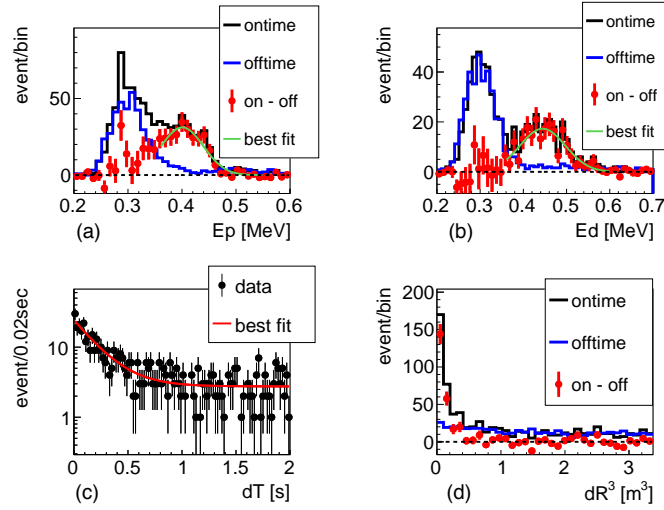 event/bin
50
0
ontime
offtime
on - off
best fit
0.2 0.3 0.4 0.5 0.6
(a) Ep [MeV]
event/bin
40
20
0
ontime
offtime
on - off
best fit
0.2 0.3 0.4 0.5 0.6 0.7
(b) Ed [MeV]
event/0.02sec
10
1
data
best fit
0 0.5 1 1.5 2
(c) dT [s]
event/bin
200
150
100
50
0
ontime
offtime
on - off
0 1 2 3
(d) dR³ [m³]